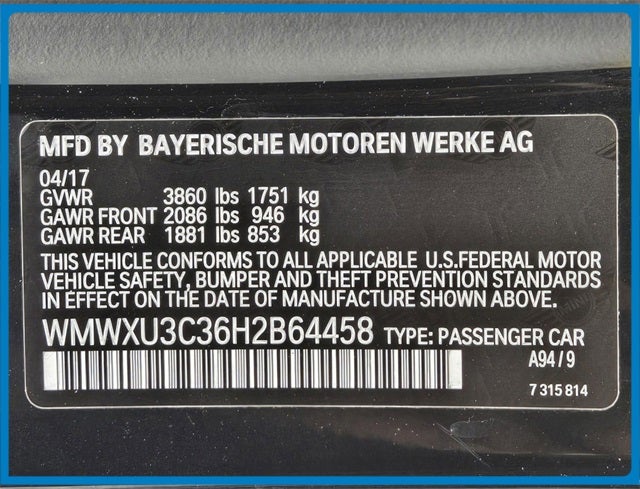 MFD BY BAYERISCHE MOTOREN WERKE AG
04/17
GVWR 3860 lbs 1751 kg
GAWR FRONT 2086 lbs 946 kg
GAWR REAR 1881 lbs 853 kg
THIS VEHICLE CONFORMS TO ALL APPLICABLE U.S.FEDERAL MOTOR
VEHICLE SAFETY, BUMPER AND THEFT PREVENTION STANDARDS
IN EFFECT ON THE DATE OF MANUFACTURE SHOWN ABOVE.
WMWXU3C36H2B64458 TYPE: PASSENGER CAR
A94/9
7 315 814